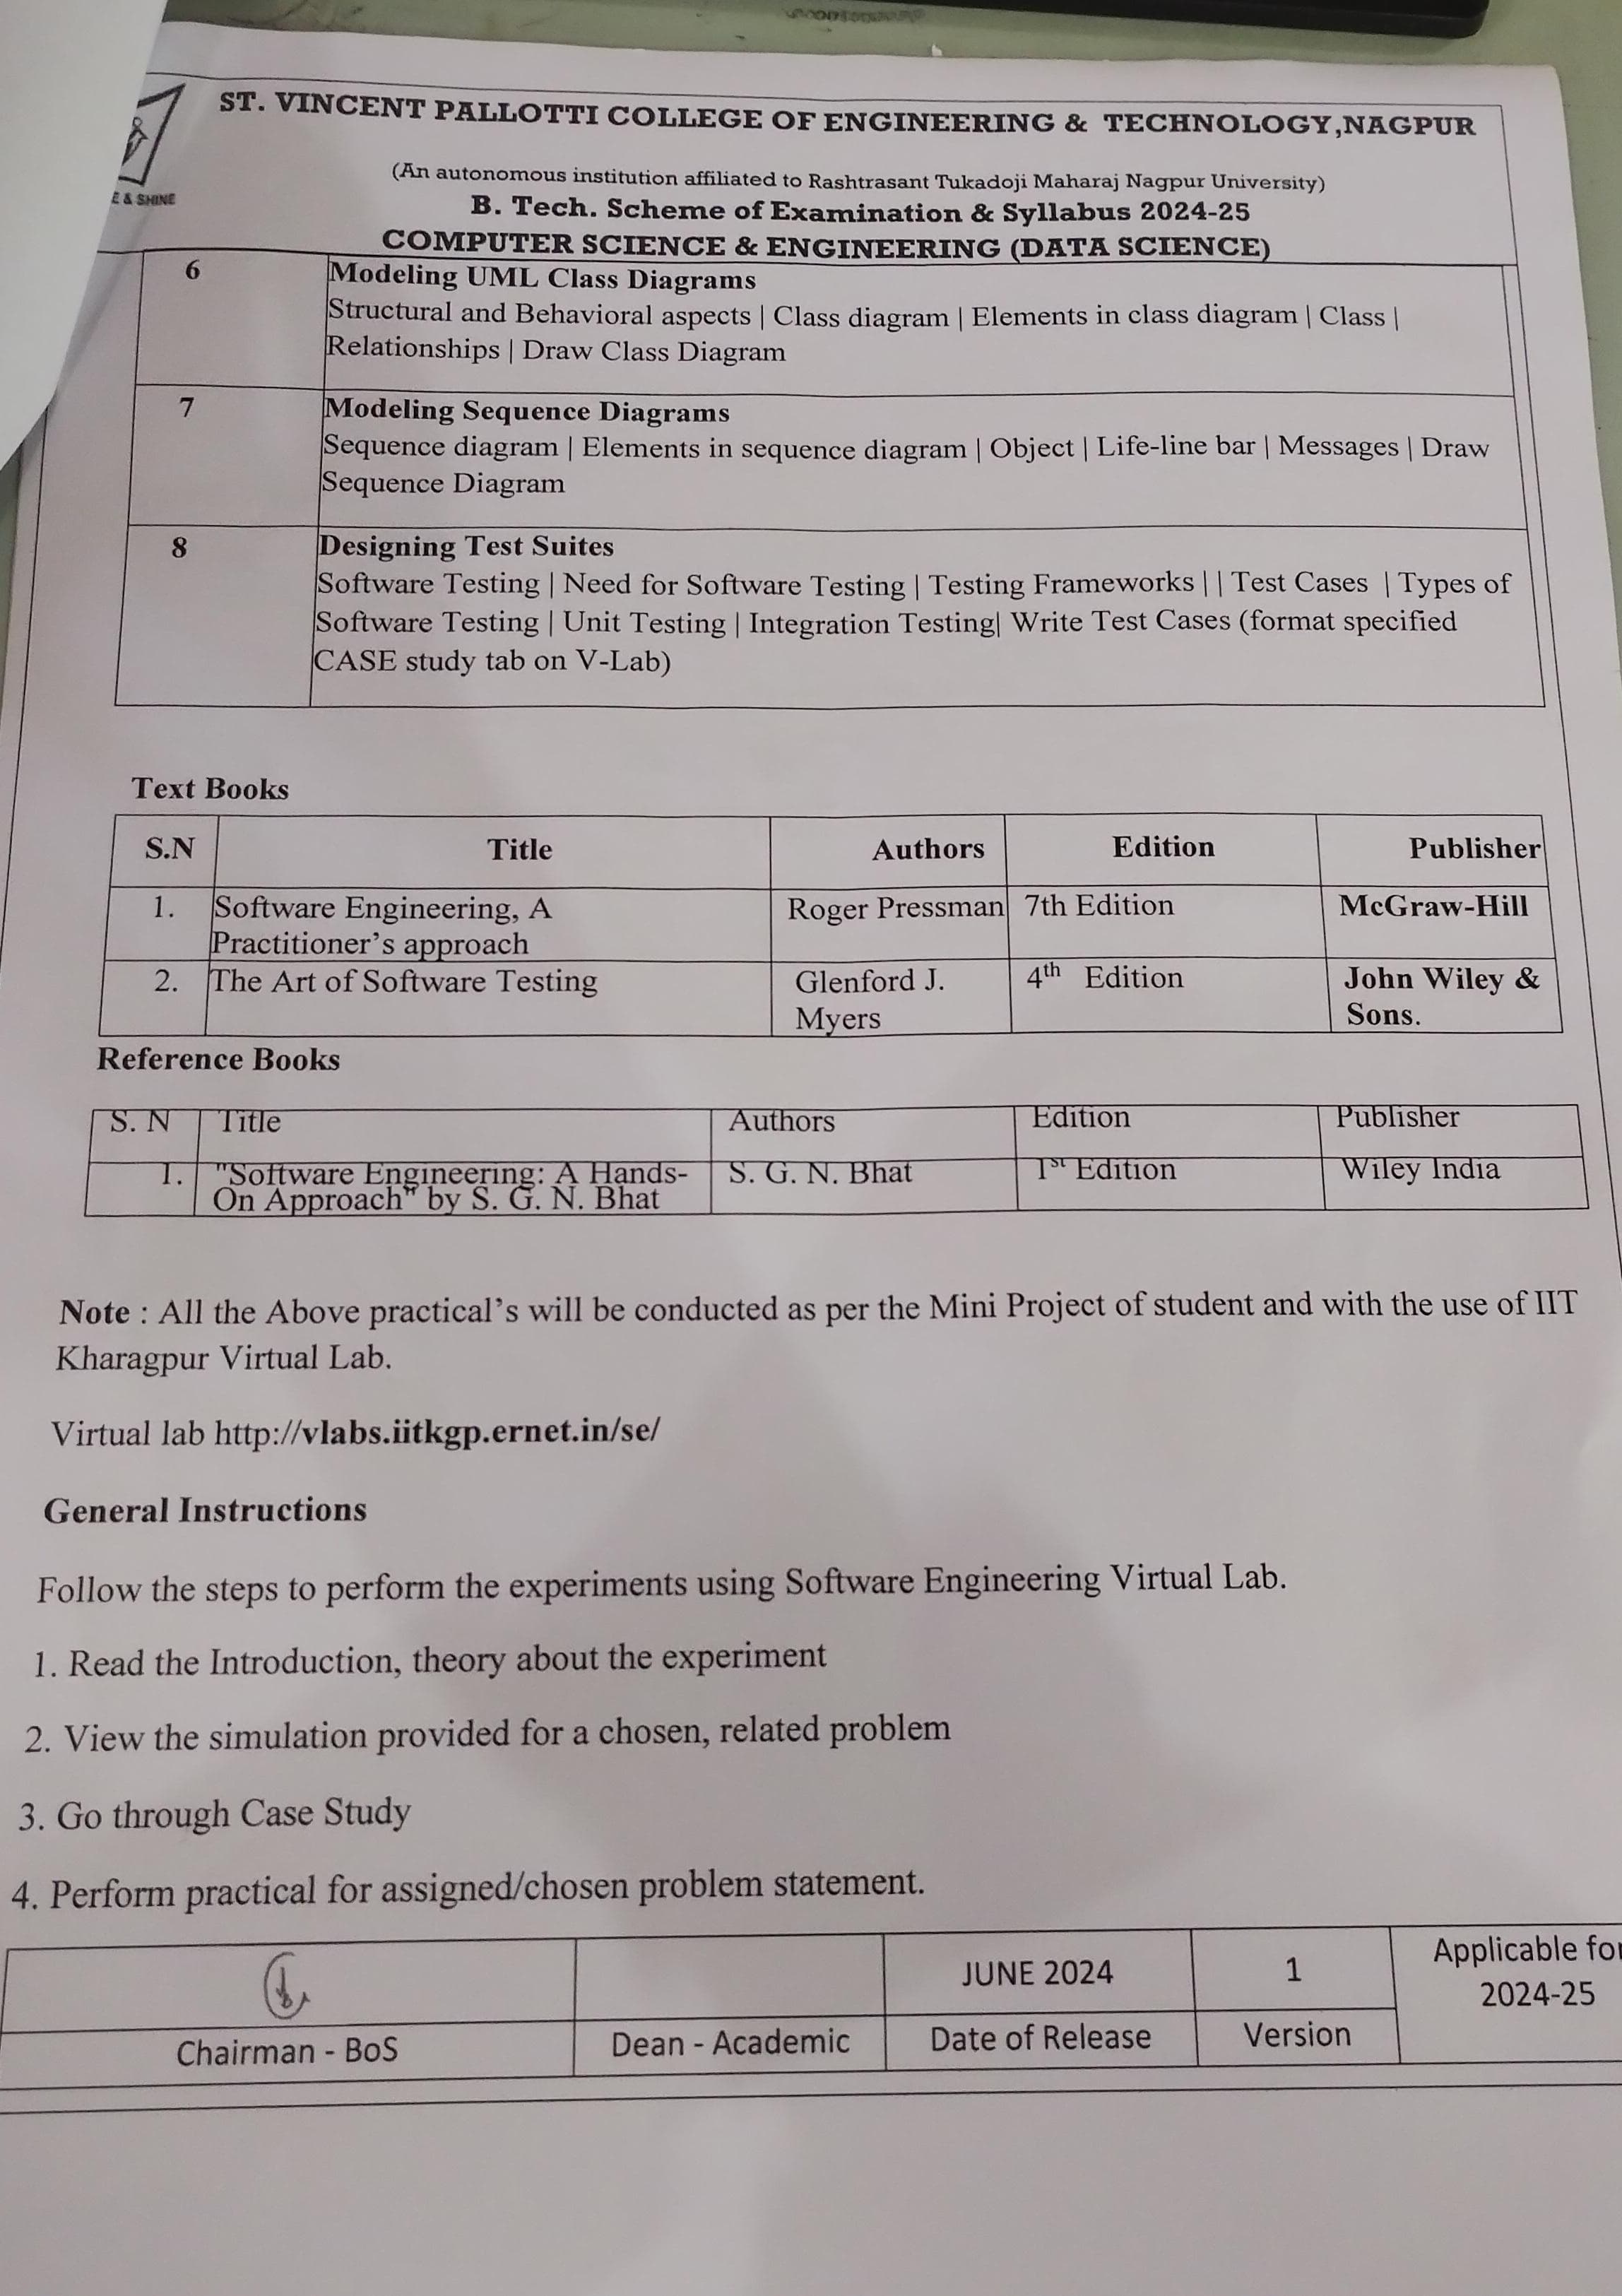 ST. VINCENT PALLOTTI COLLEGE OF ENGINEERING & TECHNOLOGY,NAGPUR
(An autonomous institution affiliated to Rashtrasant Tukadoji Maharaj Nagpur University)
E & SHINE
B. Tech. Scheme of Examination & Syllabus 2024-25
COMPUTER SCIENCE & ENGINEERING (DATA SCIENCE)
6 Modeling UML Class Diagrams
Structural and Behavioral aspects | Class diagram | Elements in class diagram | Class |
Relationships | Draw Class Diagram
7 Modeling Sequence Diagrams
Sequence diagram | Elements in sequence diagram | Object | Life-line bar | Messages | Draw
Sequence Diagram
8 Designing Test Suites
Software Testing | Need for Software Testing | Testing Frameworks | | Test Cases | Types of
Software Testing | Unit Testing | Integration Testing| Write Test Cases (format specified
CASE study tab on V-Lab)
Text Books
S.N Title Authors Edition Publisher
1. Software Engineering, A Roger Pressman 7th Edition McGraw-Hill
Practitioner's approach
2. The Art of Software Testing Glenford J. 4th Edition John Wiley &
Myers Sons.
Reference Books
S. N Title Authors Edition Publisher
1. "Software Engineering: A Hands- S. G. N. Bhat 1st Edition Wiley India
On Approach" by S. G. N. Bhat
Note : All the Above practical's will be conducted as per the Mini Project of student and with the use of IIT
Kharagpur Virtual Lab.
Virtual lab http://vlabs.iitkgp.ernet.in/se/
General Instructions
Follow the steps to perform the experiments using Software Engineering Virtual Lab.
1. Read the Introduction, theory about the experiment
2. View the simulation provided for a chosen, related problem
3. Go through Case Study
4. Perform practical for assigned/chosen problem statement.
JUNE 2024 1 Applicable for
2024-25
Chairman - BoS Dean - Academic Date of Release Version